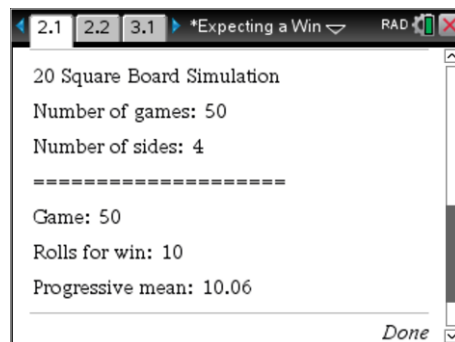 2.1 2.2 3.1 *Expecting a Win RAD
20 Square Board Simulation
Number of games: 50
Number of sides: 4
====================
Game: 50
Rolls for win: 10
Progressive mean: 10.06
Done